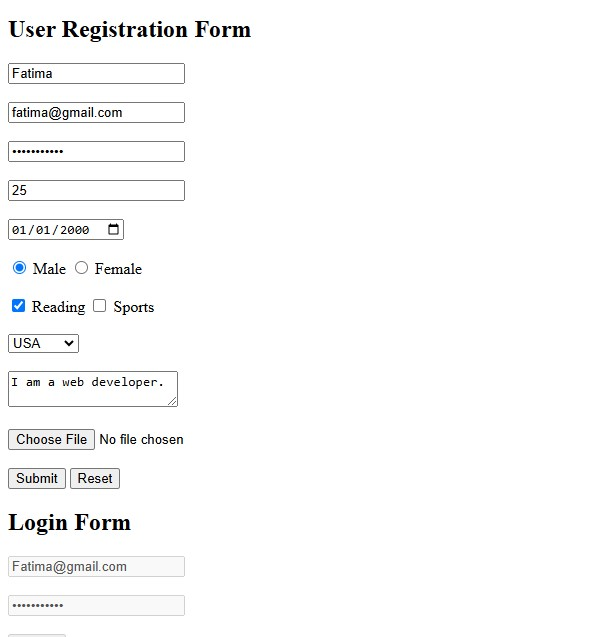 User Registration Form
Fatima
fatima@gmail.com
•••••••••••
25
01/01/2000
Male Female
Reading Sports
USA
I am a web developer.
Choose File No file chosen
Submit Reset
Login Form
Fatima@gmail.com
•••••••••••